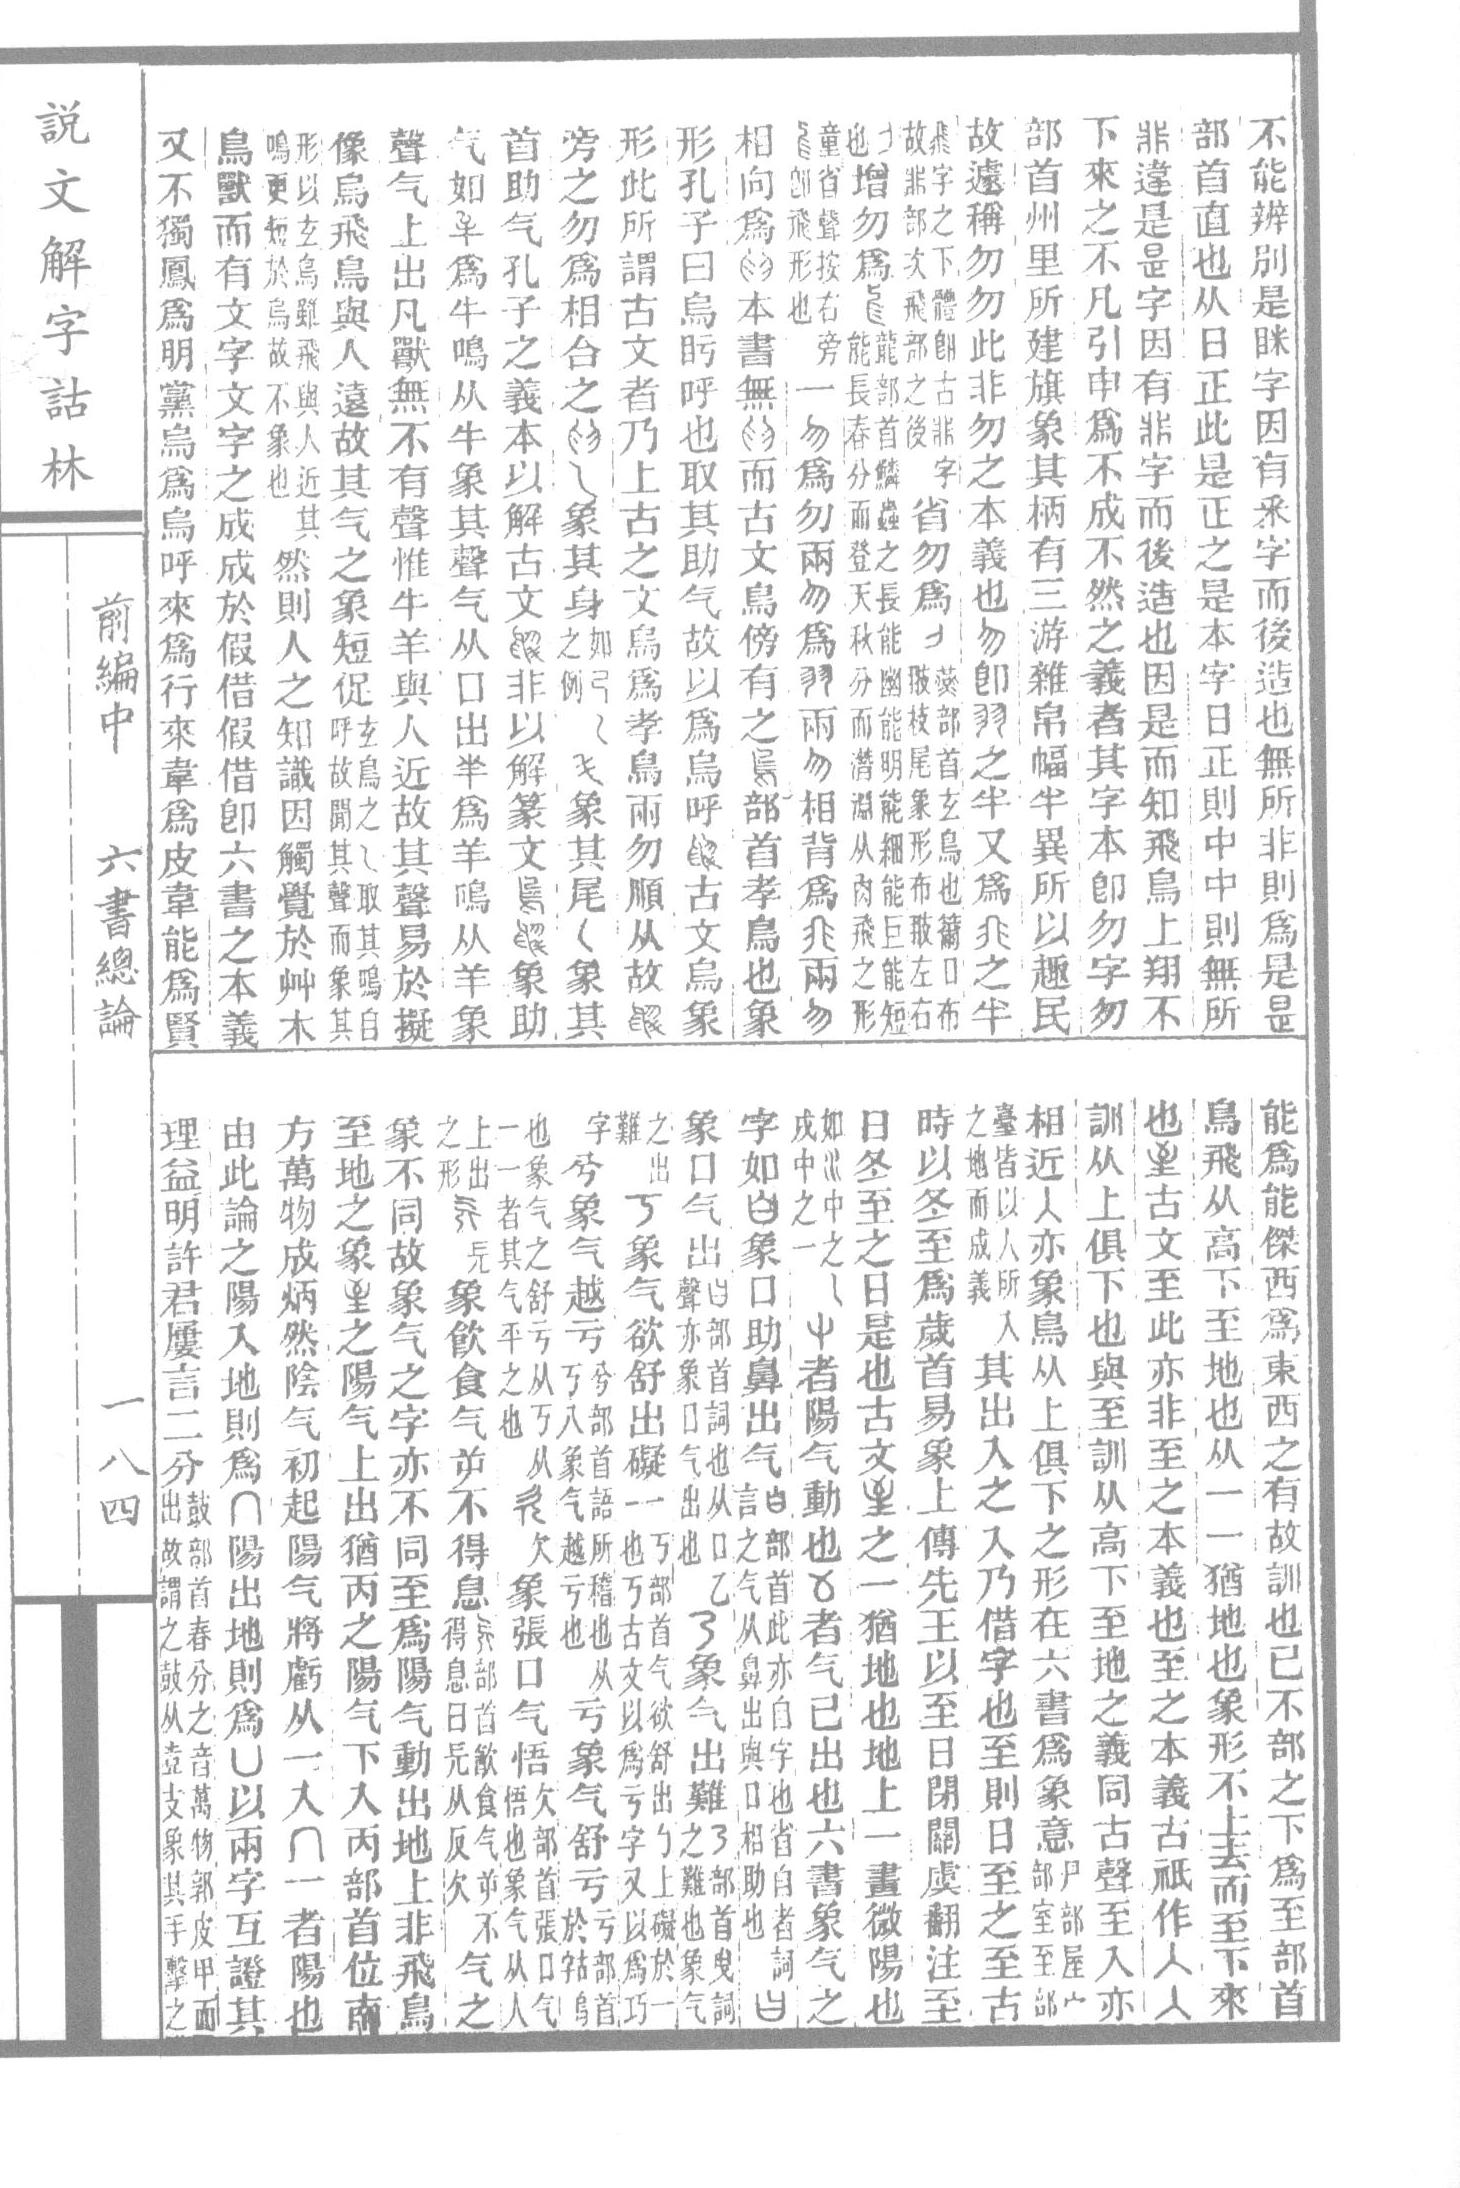 不能辨別是眯字因有釆字而後造也無所非則爲是是
部首直也从日正此是正之是本字日正則中中則無所
非違是是字因有非字而後造也因是而知飛鳥上翔不
下來之不凡引申爲不成不然之義者其字本即勿字勿
部首州里所建旗象其柄有三游雜帛幅半異所以趣民
故遽稱勿勿此非勿之本義也勿即羽之半又爲非之半
飛字之下體即古非字
故非部次飛部之後
省勿爲
燕部首玄鳥也籋口布
翄枝尾象形布翄左右
增勿爲
龍部首鱗蟲之長能幽能明能細能巨能短
能長春分而登天秋分而潛淵从肉飛之形
童省聲按右旁
即飛形也
一勿爲勿兩勿爲羽兩勿相背爲非兩勿
相向爲本書無而古文鳥傍有之部首孝鳥也象
形孔子曰烏盱呼也取其助气故以爲烏呼古文烏象
形此所謂古文者乃上古之文烏爲孝鳥兩勿順从故
旁之勿爲相合之象其身
如弓
之例
象其尾象其
首助气孔子之義本以解古文非以解篆文象助
气如牟爲牛鳴从牛象其聲气从口出羋爲羊鳴从羊象
聲气上出凡獸無不有聲惟牛羊與人近故其聲易於擬
像烏飛鳥與人遠故其气之象短促
玄鳥之取其鳴自
呼故聞其聲而象其
形以玄鳥雖飛與人近其
鳴更短於烏故不象也
然則人之知識因觸覺於艸木
鳥獸而有文字文字之成成於假借假借卽六書之本義
又不獨鳳爲朋黨烏爲烏呼來爲行來韋爲皮韋能爲賢
能爲能傑西爲東西之有故訓也已不部之下爲至部首
鳥飛从高下至地也从一一猶地也象形不上去而至下來
也古文至此亦非至之本義也至之本義古祇作人人
訓从上俱下也與至訓从高下至地之義同古聲至入亦
相近人亦象鳥从上俱下之形在六書爲象意
尸部屋宀
部室至部
臺皆以人所入
之地而成義
其出入之入乃借字也至則日至之至古
時以冬至爲歲首易象上傳先王以至日閉關虞翻注至
日冬至之日是也古文之一猶地也地上一畫微陽也
如中之
戌中之一
者陽气動也者气已出也六書象气之
字如白象口助鼻出气
白部首此亦自字也省自者詞
言之气从鼻出與口相助也
象口气出
曰部首詞也从口乙
聲亦象口气出也
象气出難
部首曳詞
之難也象气
之出
難
丂象气欲舒出礙一
丂部首气欲舒出勹上礙於一
也丂古文以爲亏字又以爲巧
字
兮象气越亏
兮部首語所稽也从
丂八象气越亏也
亏象气舒亏
亏部首
於也
也象气之舒亏从丂从
一一者其气平之也
欠象張口气悟
欠部首張口气
悟也象气从人
上出
之形
旡象飲食气屰不得息
旡部首㱃食气屰不
得息曰旡从反欠
气之
象不同故象气之字亦不同至爲陽气動出地上非飛鳥
至地之象之陽气上出猶丙之陽气下入丙部首位南
方萬物成炳然陰气初起陽气將虧从一入冂一者陽也
由此論之陽入地則爲冂陽出地則爲凵以兩字互證其
理益明許君屢言二分
鼓部首春分之音萬物郭皮甲而
出故謂之鼓从壴支象其手擊之
說文解字詁林
前編中
六書總論
一八四